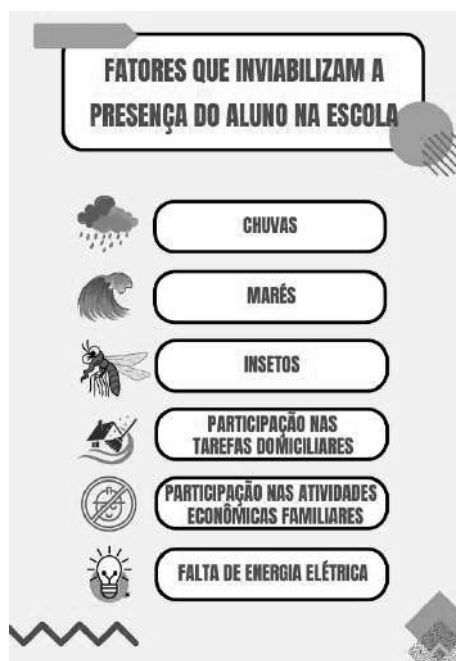 FATORES QUE INVIABILIZAM A
PRESENÇA DO ALUNO NA ESCOLA
CHUVAS
MARÉS
INSETOS
PARTICIPAÇÃO NAS
TAREFAS DOMICILIARES
PARTICIPAÇÃO NAS ATIVIDADES
ECONÔMICAS FAMILIARES
FALTA DE ENERGIA ELÉTRICA